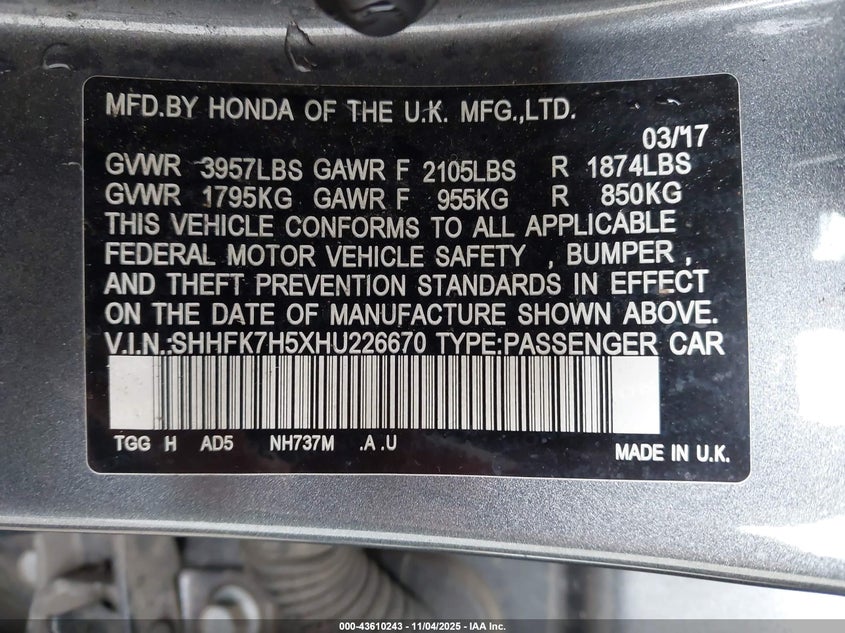 MFD.BY HONDA OF THE U.K. MFG.,LTD.
03/'17
GVWR 3957LBS GAWR F 2105LBS R 1874LBS
GVWR 1795KG GAWR F 955KG R 850KG
THIS VEHICLE CONFORMS TO ALL APPLICABLE
FEDERAL MOTOR VEHICLE SAFETY , BUMPER ,
AND THEFT PREVENTION STANDARDS IN EFFECT
ON THE DATE OF MANUFACTURE SHOWN ABOVE.
V.I.N.:SHHFK7H5XHU226670 TYPE:PASSENGER CAR
TGG H AD5 NH737M .A .U
MADE IN U.K.
000-43610243 - 11/04/2025 - IAA Inc.